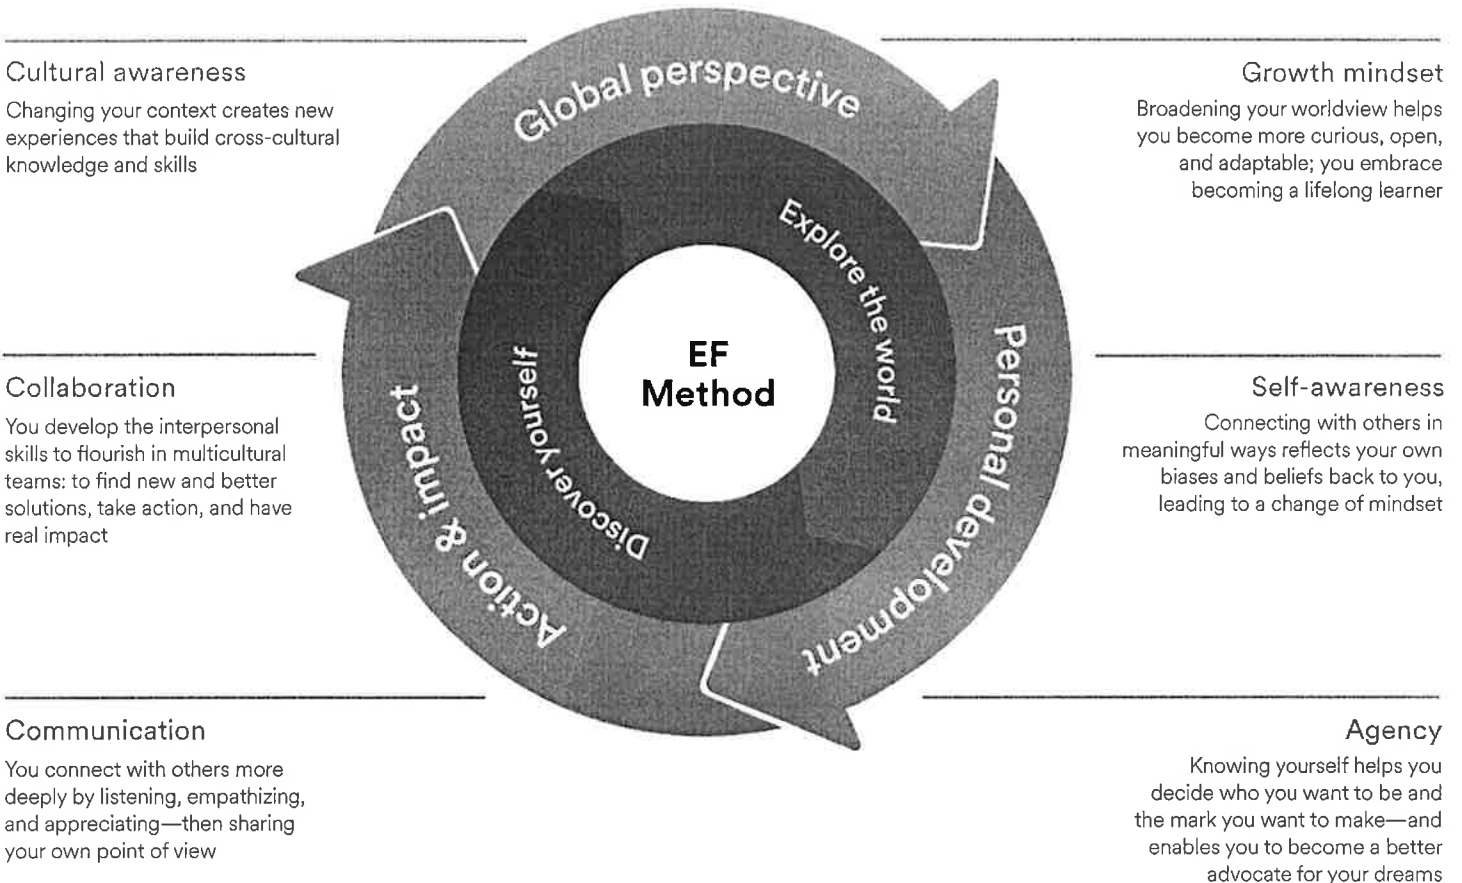 Global perspective
Cultural awareness
Changing your context creates new
experiences that build cross-cultural
knowledge and skills
Growth mindset
Broadening your worldview helps
you become more curious, open,
and adaptable; you embrace
becoming a lifelong learner
Explore the world
EF
Method
Discover yourself
Personal development
Action & impact
Collaboration
You develop the interpersonal
skills to flourish in multicultural
teams: to find new and better
solutions, take action, and have
real impact
Self-awareness
Connecting with others in
meaningful ways reflects your own
biases and beliefs back to you,
leading to a change of mindset
Communication
You connect with others more
deeply by listening, empathizing,
and appreciating—then sharing
your own point of view
Agency
Knowing yourself helps you
decide who you want to be and
the mark you want to make—and
enables you to become a better
advocate for your dreams